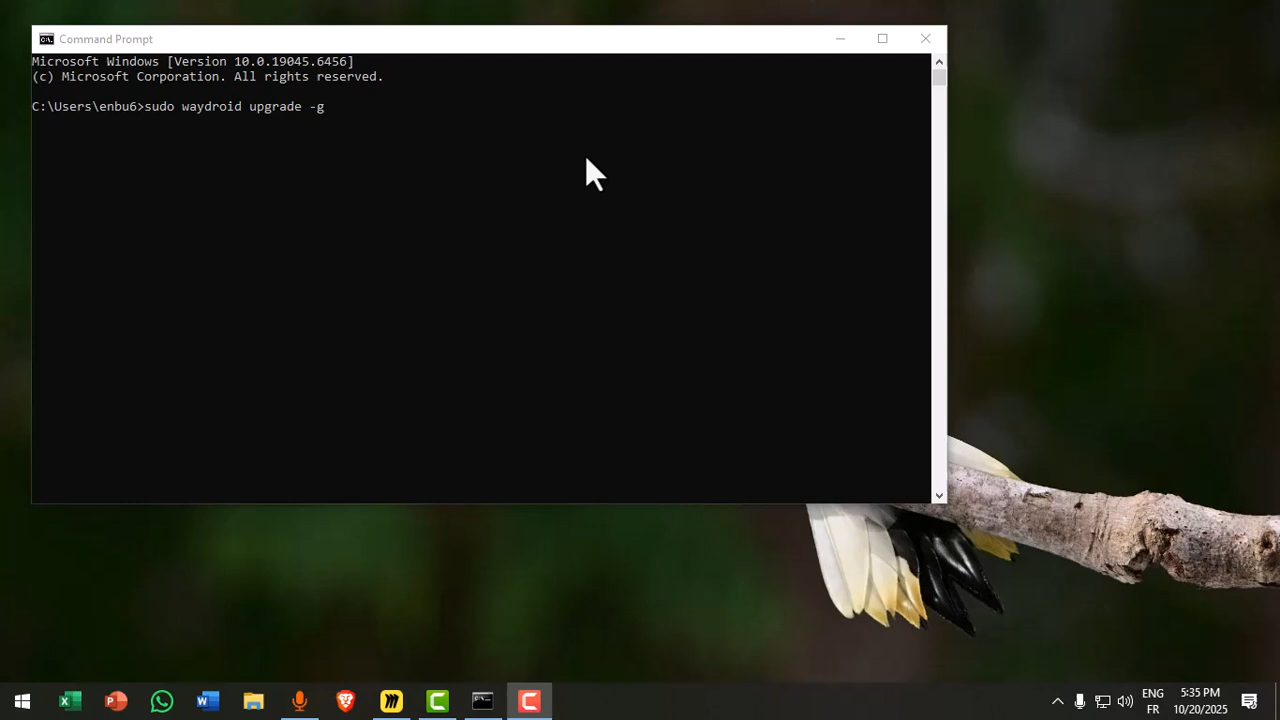 Command Prompt
Microsoft Windows [Version 10.0.19045.6456]
(c) Microsoft Corporation. All rights reserved.
C:\Users\enbu6>sudo waydroid upgrade -g
ENG
FR
5:35 PM
10/20/2025